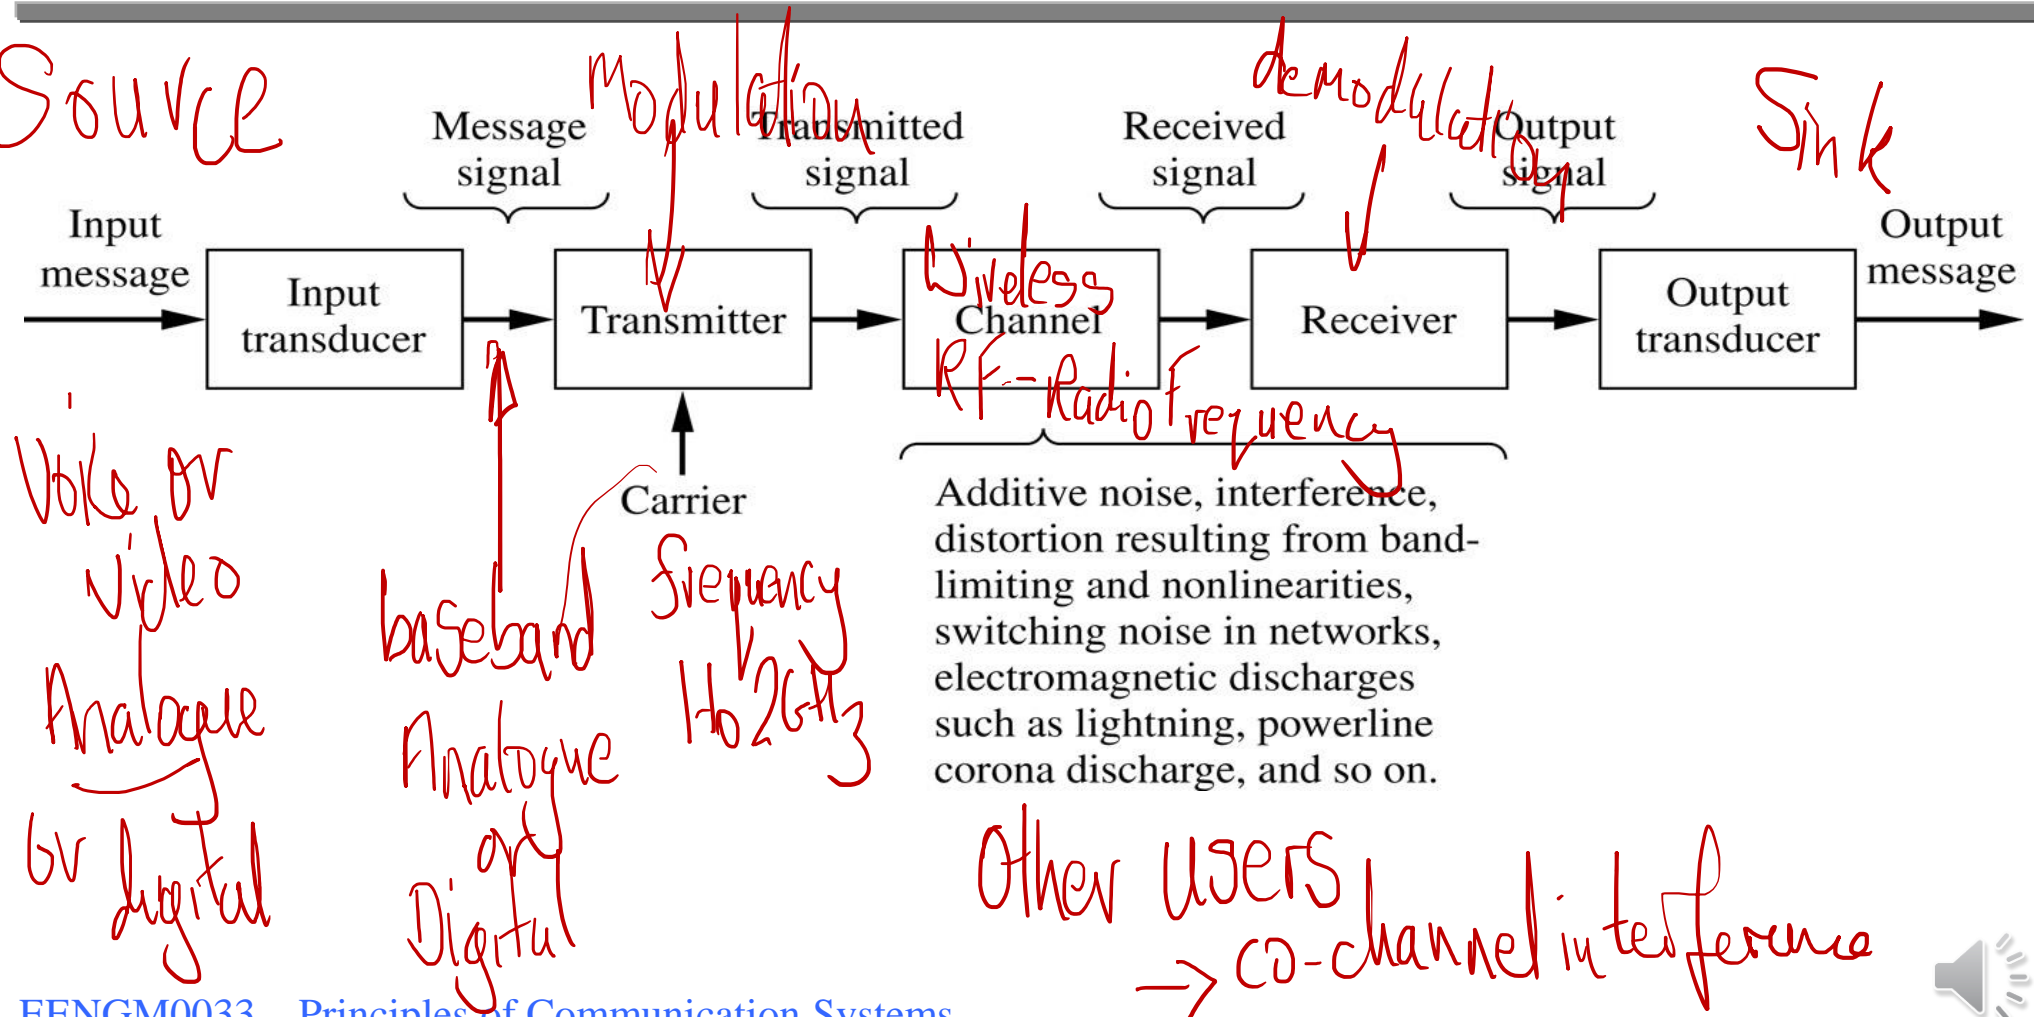 Source
Modulation
demodulation
Sink
Message
signal
Transmitted
signal
Received
signal
Output
signal
Input
message
Output
message
Input
transducer
Transmitter
Wireless
Channel
RF - Radio Frequency
Receiver
Output
transducer
Carrier
frequency
2GHz
Voice or
video
Analogue
or digital
baseband
Analogue
or
Digital
Additive noise, interference,
distortion resulting from band-
limiting and nonlinearities,
switching noise in networks,
electromagnetic discharges
such as lightning, powerline
corona discharge, and so on.
Other users
→ co-channel interference
EENGM0033 Principles of Communication Systems